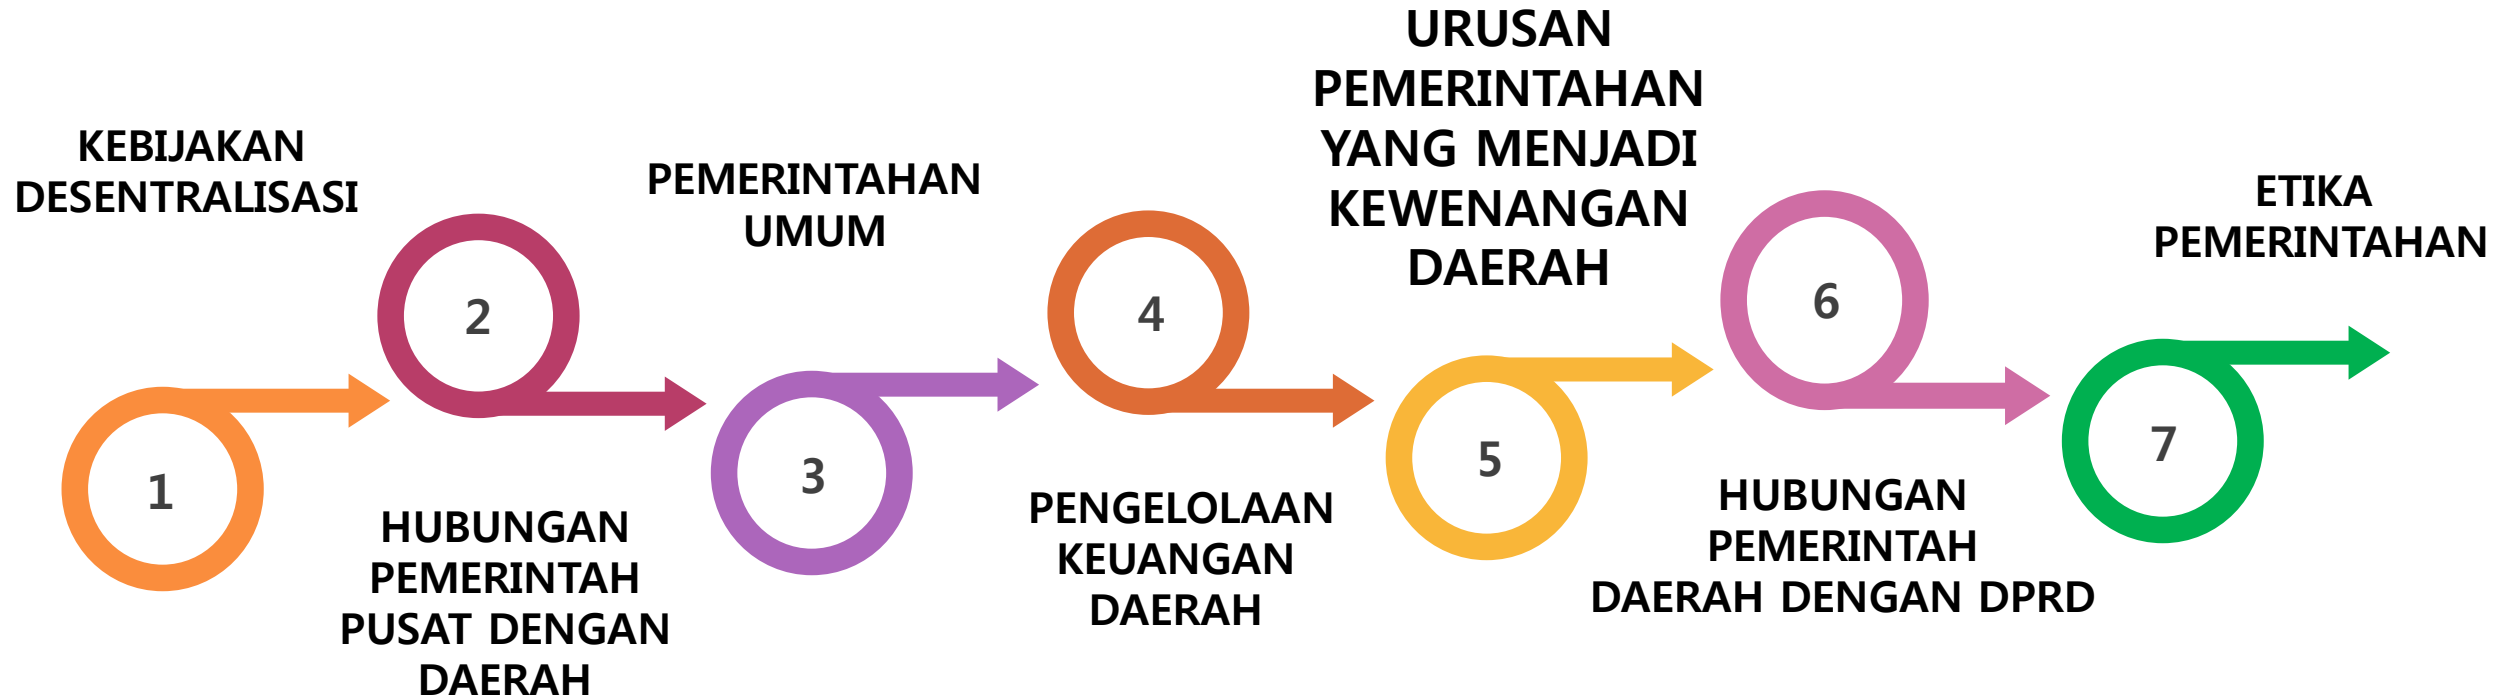 KEBIJAKAN
DESENTRALISASI
1
2
HUBUNGAN
PEMERINTAH
PUSAT DENGAN
DAERAH
PEMERINTAHAN
UMUM
3
4
PENGELOLAAN
KEUANGAN
DAERAH
URUSAN
PEMERINTAHAN
YANG MENJADI
KEWENANGAN
DAERAH
5
6
HUBUNGAN
PEMERINTAH
DAERAH DENGAN DPRD
ETIKA
PEMERINTAHAN
7